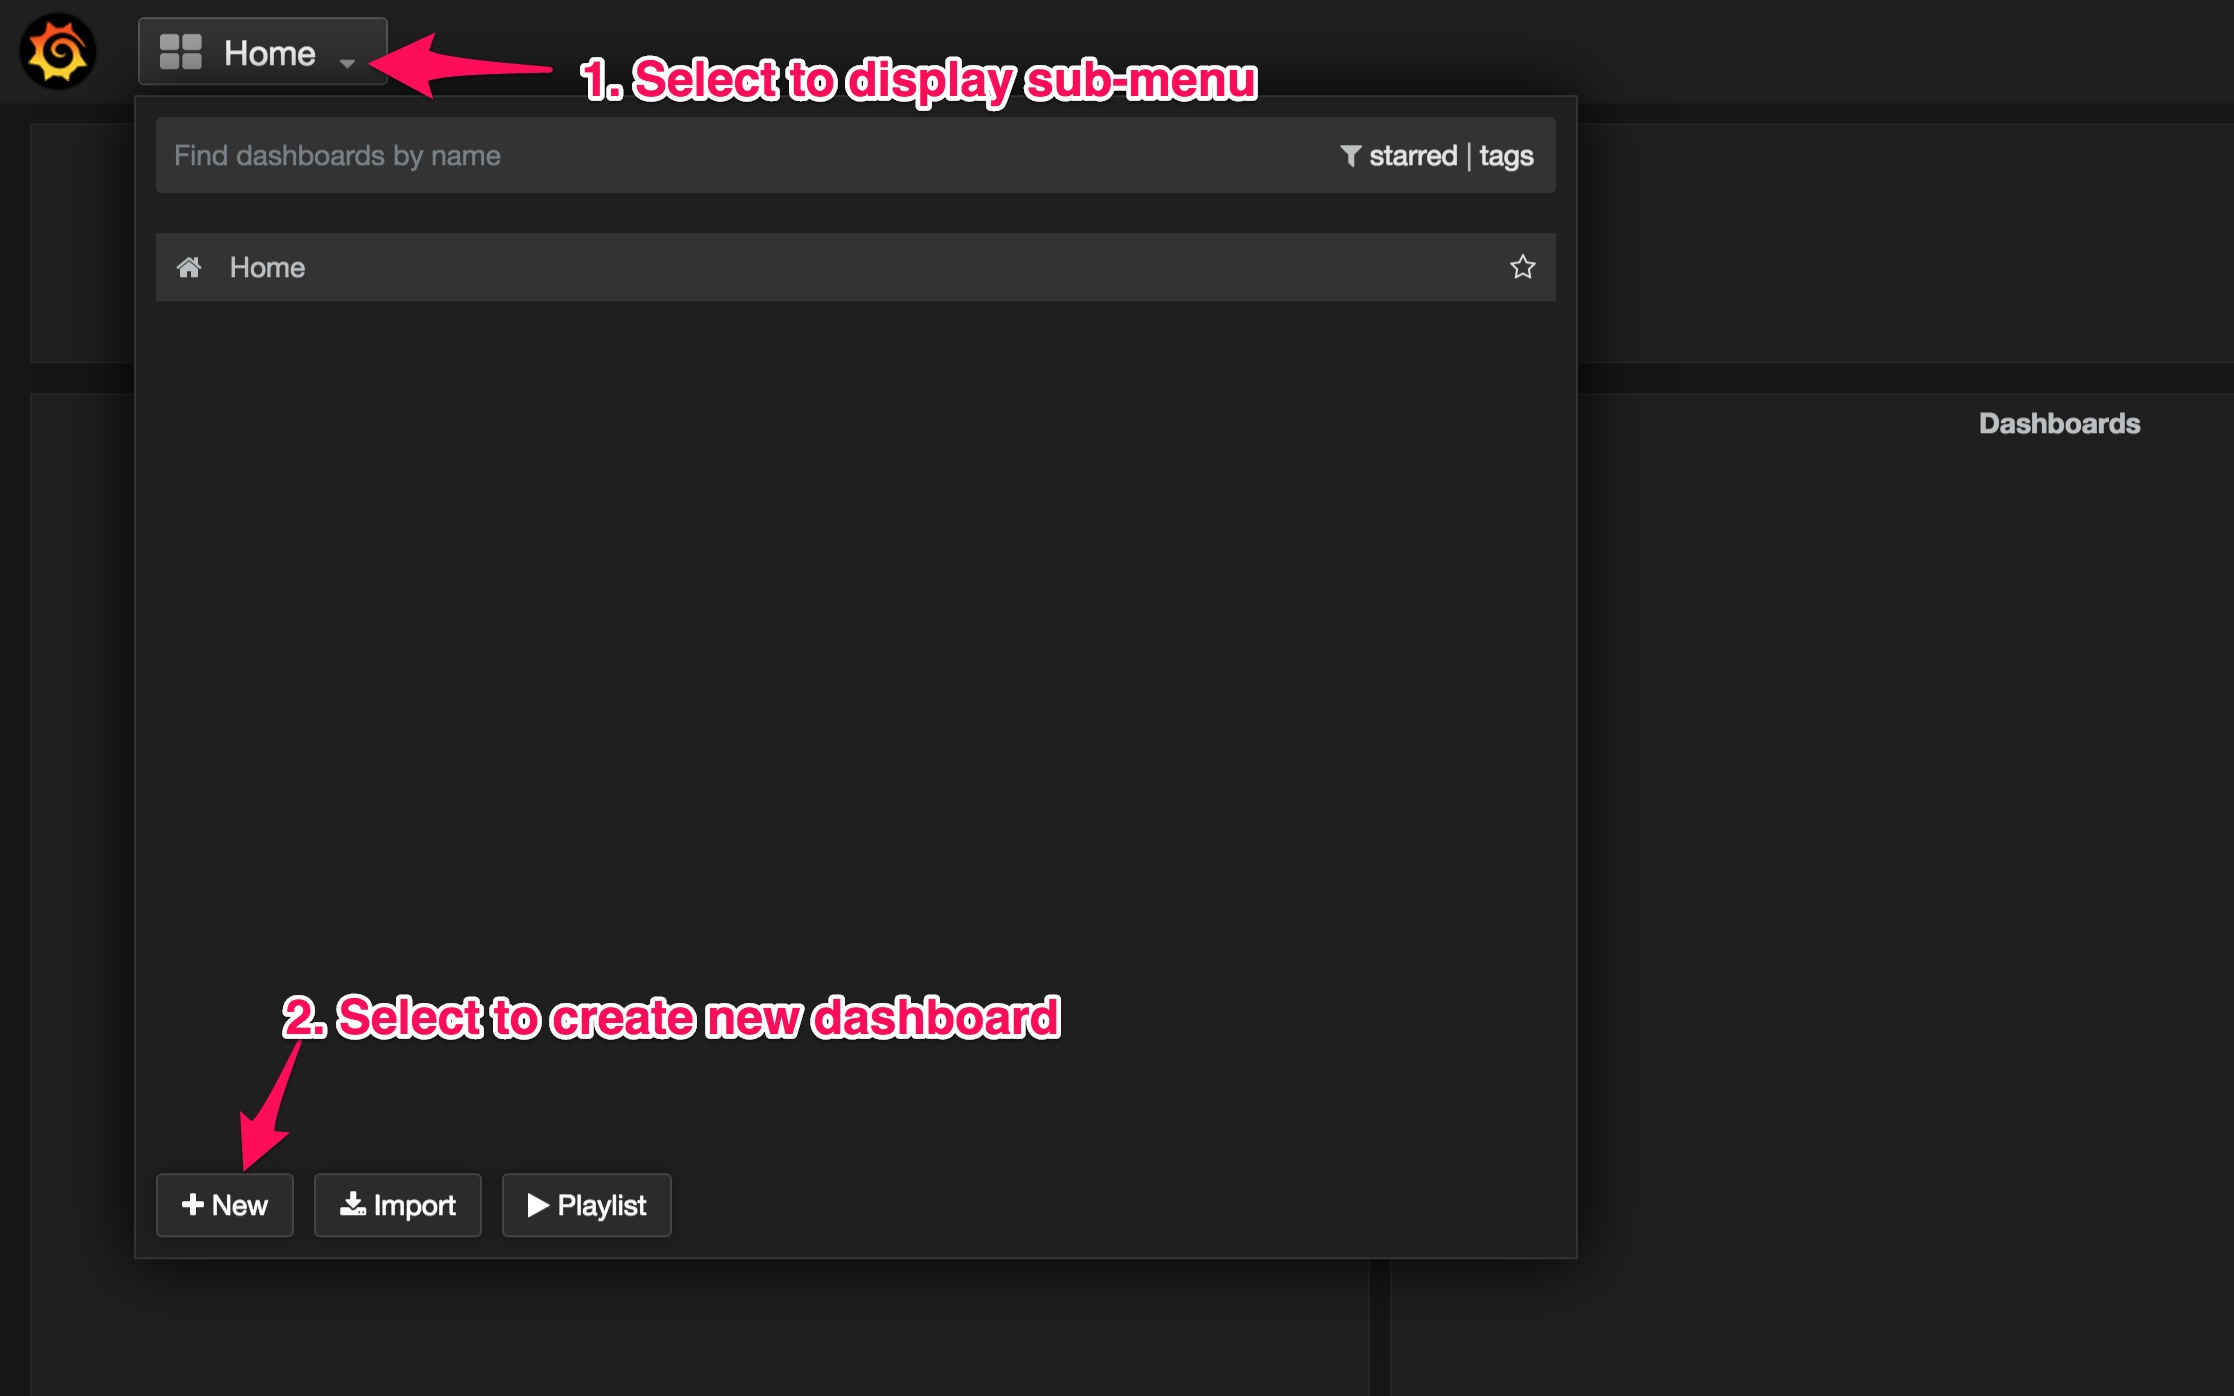 Home
1. Select to display sub-menu
Find dashboards by name
starred | tags
Home
Dashboards
2. Select to create new dashboard
New
Import
Playlist